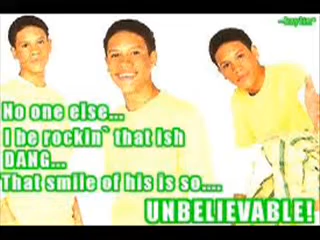 No one else...
I be rockin` that ish
DANG...
That smile of his is so....
UNBELIEVABLE!